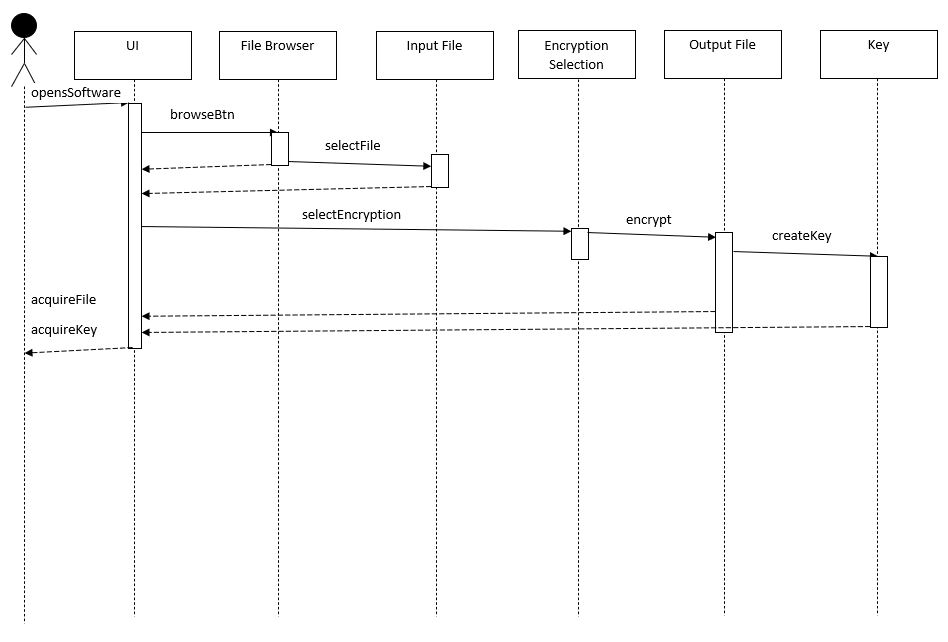 UI
File Browser
Input File
Encryption
Selection
Output File
Key
opensSoftware
browseBtn
selectFile
selectEncryption
encrypt
createKey
acquireFile
acquireKey